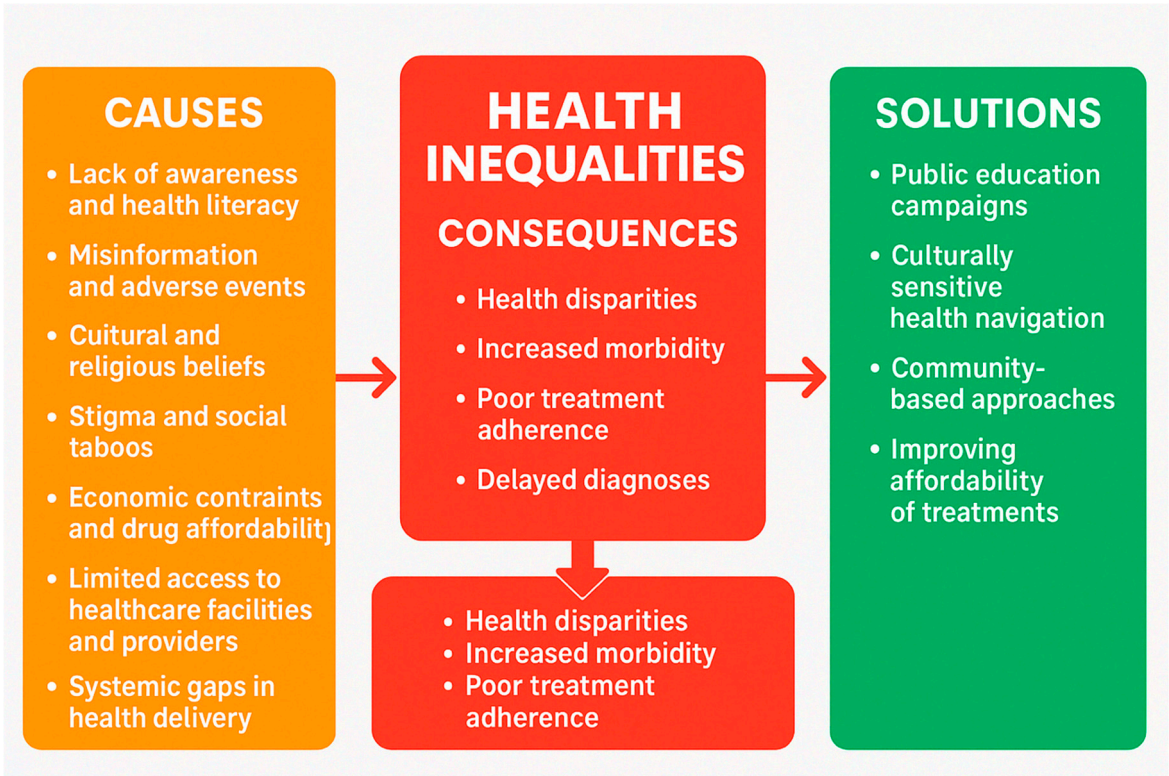 CAUSES
• Lack of awareness
and health literacy
• Misinformation
and adverse events
• Cuitural and
religious beliefs
• Stigma and social
taboos
• Economic contraints
and drug affordability
• Limited access to
healthcare facilities
and providers
• Systemic gaps in
health delivery
HEALTH
INEQUALITIES
CONSEQUENCES
• Health disparities
• Increased morbidity
• Poor treatment
adherence
• Delayed diagnoses
• Health disparities
• Increased morbidity
• Poor treatment
adherence
SOLUTIONS
• Public education
campaigns
• Culturally
sensitive
health navigation
• Community-
based approaches
• Improving
affordability
of treatments